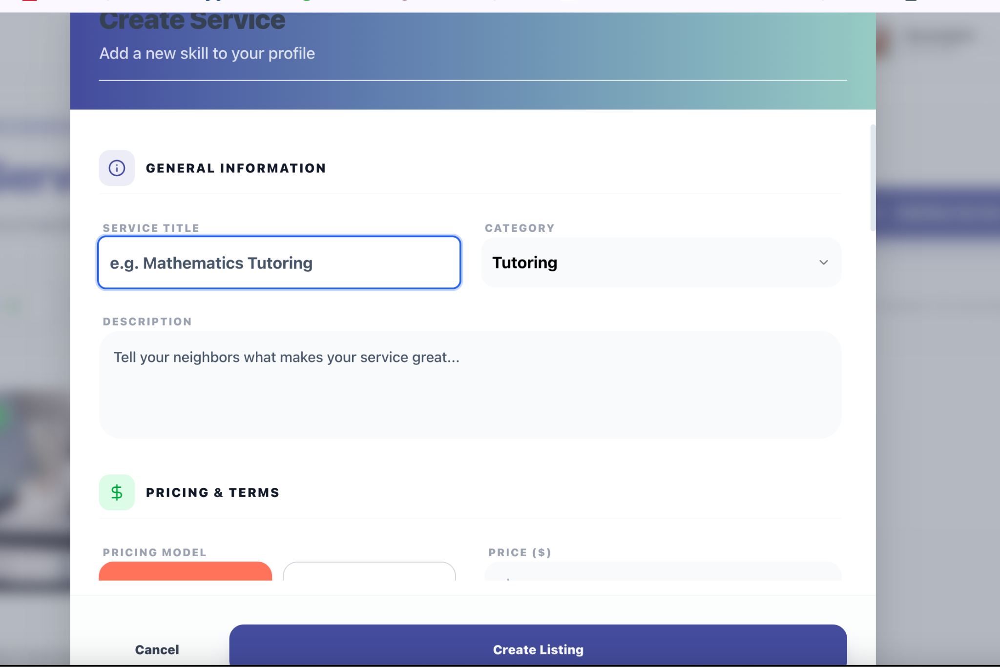 Create Service
Add a new skill to your profile
GENERAL INFORMATION
SERVICE TITLE
CATEGORY
e.g. Mathematics Tutoring
Tutoring
DESCRIPTION
Tell your neighbors what makes your service great...
$ PRICING & TERMS
PRICING MODEL
PRICE ($)
Cancel
Create Listing